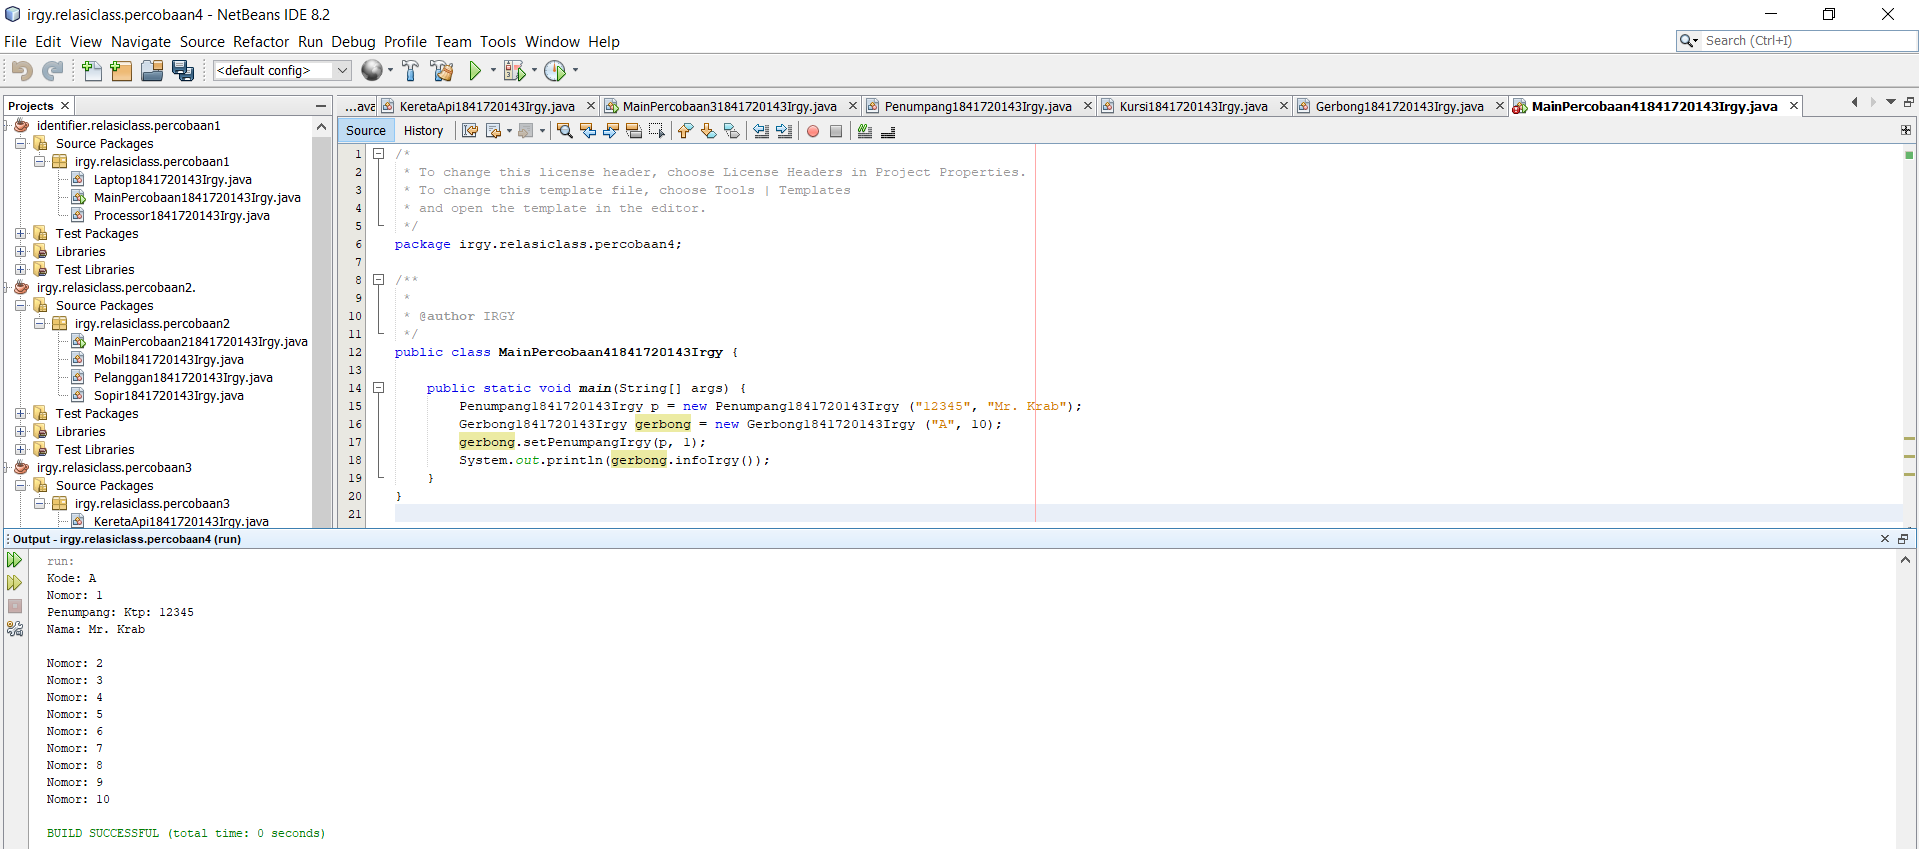 irgy.relasiclass.percobaan4 - NetBeans IDE 8.2
File Edit View Navigate Source Refactor Run Debug Profile Team Tools Window Help
Search (Ctrl+I)
<default config>
Projects
...ava KeretaApi1841720143Irgy.java MainPercobaan31841720143Irgy.java Penumpang1841720143Irgy.java Kursi1841720143Irgy.java Gerbong1841720143Irgy.java MainPercobaan41841720143Irgy.java
identifier.relasiclass.percobaan1
Source Packages
irgy.relasiclass.percobaan1
Laptop1841720143Irgy.java
MainPercobaan1841720143Irgy.java
Processor1841720143Irgy.java
Test Packages
Libraries
Test Libraries
irgy.relasiclass.percobaan2.
Source Packages
irgy.relasiclass.percobaan2
MainPercobaan21841720143Irgy.java
Mobil1841720143Irgy.java
Pelanggan1841720143Irgy.java
Sopir1841720143Irgy.java
Test Packages
Libraries
Test Libraries
irgy.relasiclass.percobaan3
Source Packages
irgy.relasiclass.percobaan3
KeretaApi1841720143Irgy.java
Source History
1 /*
2 * To change this license header, choose License Headers in Project Properties.
3 * To change this template file, choose Tools | Templates
4 * and open the template in the editor.
5 */
6 package irgy.relasiclass.percobaan4;
7
8 /**
9 *
10 * @author IRGY
11 */
12 public class MainPercobaan41841720143Irgy {
13
14 public static void main(String[] args) {
15 Penumpang1841720143Irgy p = new Penumpang1841720143Irgy ("12345", "Mr. Krab");
16 Gerbong1841720143Irgy gerbong = new Gerbong1841720143Irgy ("A", 10);
17 gerbong.setPenumpangIrgy(p, 1);
18 System.out.println(gerbong.infoIrgy());
19 }
20 }
21
Output - irgy.relasiclass.percobaan4 (run)
run:
Kode: A
Nomor: 1
Penumpang: Ktp: 12345
Nama: Mr. Krab
Nomor: 2
Nomor: 3
Nomor: 4
Nomor: 5
Nomor: 6
Nomor: 7
Nomor: 8
Nomor: 9
Nomor: 10
BUILD SUCCESSFUL (total time: 0 seconds)